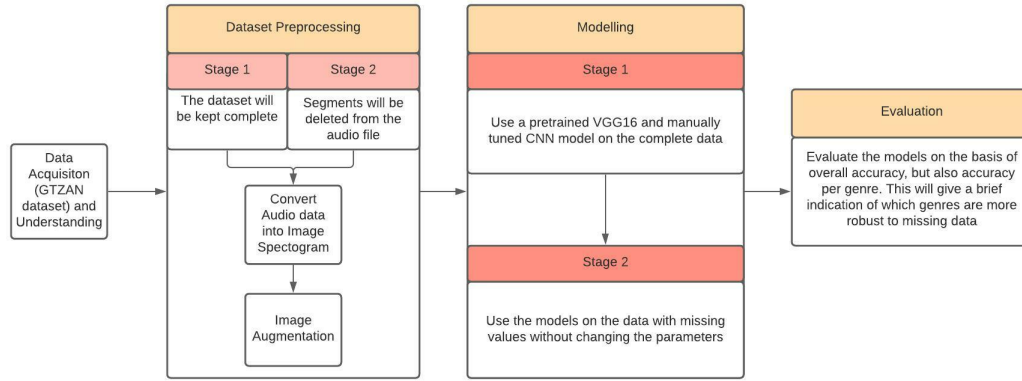 Data
Acquisiton
(GTZAN
dataset) and
Understanding
Dataset Preprocessing
Stage 1
The dataset will
be kept complete
Stage 2
Segments will be
deleted from the
audio file
Convert
Audio data
into Image
Spectogram
Image
Augmentation
Modelling
Stage 1
Use a pretrained VGG16 and manually
tuned CNN model on the complete data
Stage 2
Use the models on the data with missing
values without changing the parameters
Evaluation
Evaluate the models on the basis of
overall accuracy, but also accuracy
per genre. This will give a brief
indication of which genres are more
robust to missing data